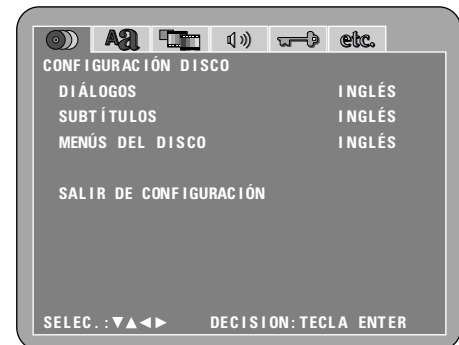 Aa etc.
CONFIGURACIÓN DISCO
DIÁLOGOS INGLÉS
SUBTÍTULOS INGLÉS
MENÚS DEL DISCO INGLÉS
SALIR DE CONFIGURACIÓN
SELEC.:▼▲◄► DECISION:TECLA ENTER